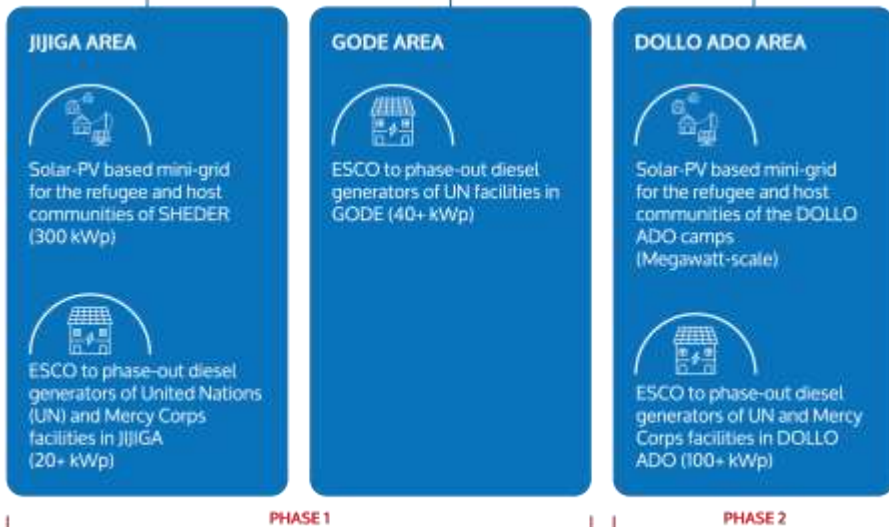 JIJIGA AREA
Solar-PV based mini-grid
for the refugee and host
communities of SHEDER
(300 kWp)
ESCO to phase-out diesel
generators of United Nations
(UN) and Mercy Corps
facilities in JIJIGA
(20+ kWp)
GODE AREA
ESCO to phase-out diesel
generators of UN facilities in
GODE (40+ kWp)
DOLLO ADO AREA
Solar-PV based mini-grid
for the refugee and host
communities of the DOLLO
ADO camps
(Megawatt-scale)
ESCO to phase-out diesel
generators of UN and Mercy
Corps facilities in DOLLO
ADO (100+ kWp)
PHASE 1
PHASE 2